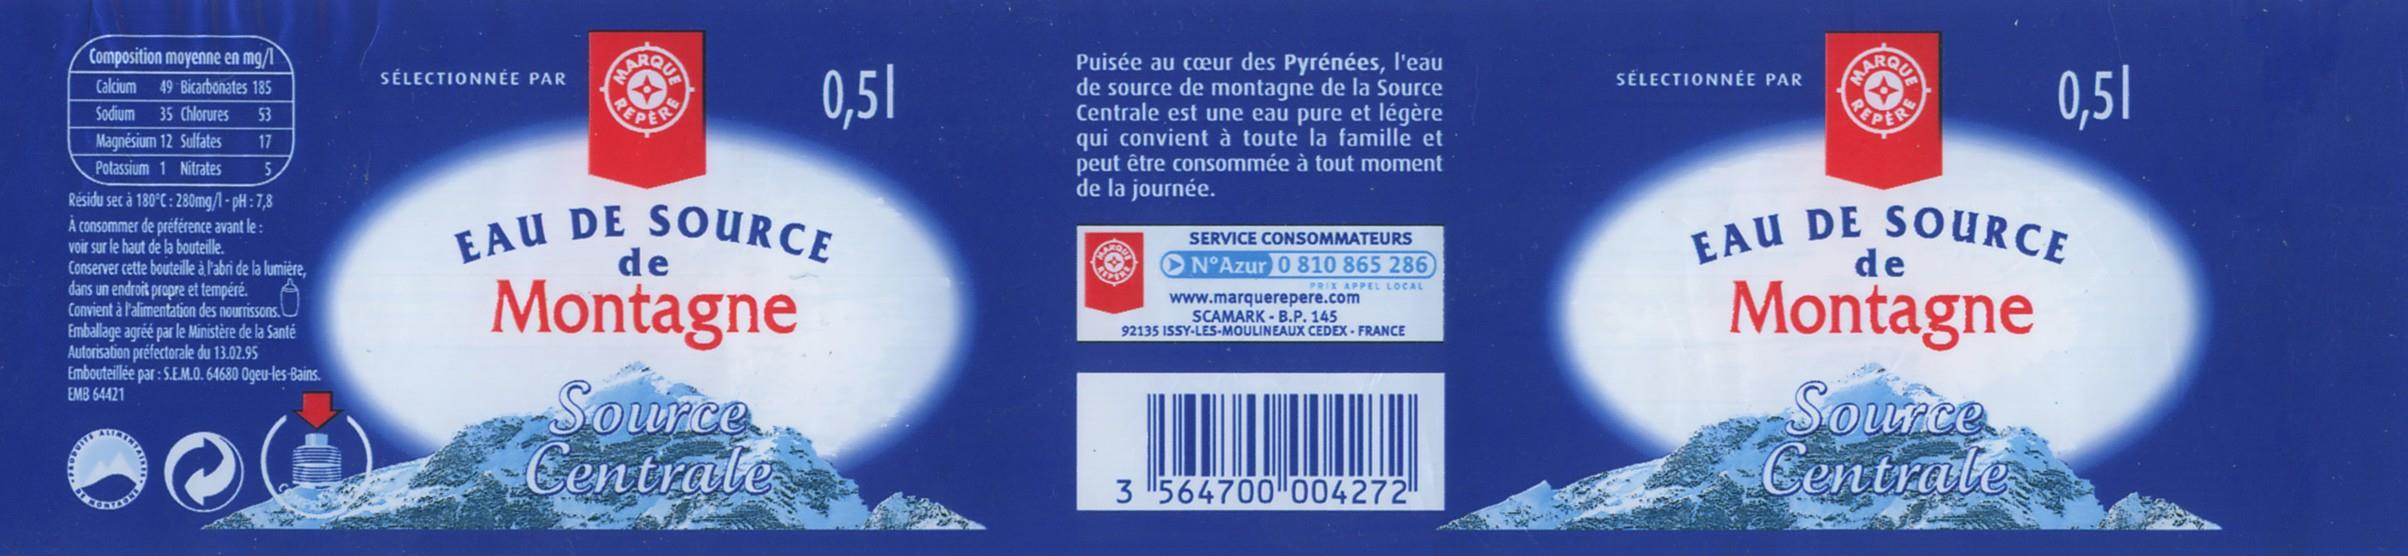 Composition moyenne en mg/l
Calcium 49 Bicarbonates 185
Sodium 35 Chlorures 53
Magnésium 12 Sulfates 17
Potassium 1 Nitrates 5
Résidu sec à 180°C : 280mg/l - pH : 7,8
À consommer de préférence avant le :
voir sur le haut de la bouteille.
Conserver cette bouteille à l'abri de la lumière,
dans un endroit propre et tempéré.
Convient à l'alimentation des nourrissons.
Emballage agréé par le Ministère de la Santé
Autorisation préfectorale du 13.02.95
Embouteillée par : S.E.M.O. 64680 Ogeu-les-Bains.
EMB 64421
PRODUITS ALIMENTAIRES
DE MONTAGNE
SÉLECTIONNÉE PAR
MARQUE
REPÈRE
0,5l
EAU DE SOURCE
de
Montagne
Source
Centrale
Puisée au cœur des Pyrénées, l'eau
de source de montagne de la Source
Centrale est une eau pure et légère
qui convient à toute la famille et
peut être consommée à tout moment
de la journée.
MARQUE
REPÈRE
SERVICE CONSOMMATEURS
N°Azur 0 810 865 286
PRIX APPEL LOCAL
www.marquerepere.com
SCAMARK - B.P. 145
92135 ISSY-LES-MOULINEAUX CEDEX - FRANCE
3 564700 004272
SÉLECTIONNÉE PAR
MARQUE
REPÈRE
0,5l
EAU DE SOURCE
de
Montagne
Source
Centrale